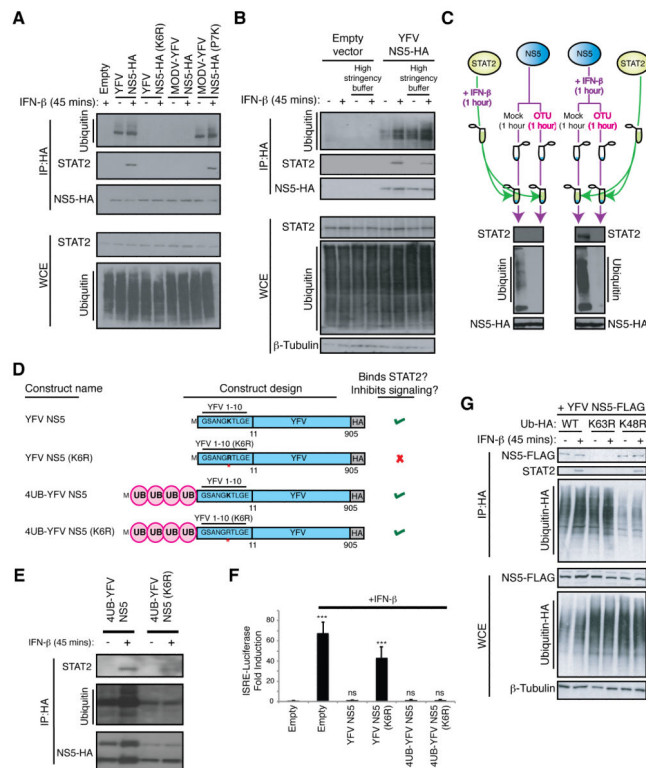 A
Empty
YFV NS5-HA
YFV NS5-HA (K6R)
MODV-YFV NS5-HA
MODV-YFV NS5-HA (P7K)
IFN-β (45 mins): + - + - + - + - +
IP:HA
Ubiquitin
STAT2
NS5-HA
WCE
STAT2
Ubiquitin
B
Empty vector
YFV NS5-HA
High stringency buffer
High stringency buffer
IFN-β (45 mins): - + - + - + - +
IP:HA
Ubiquitin
STAT2
NS5-HA
WCE
STAT2
Ubiquitin
β-Tubulin
C
STAT2
NS5
NS5
STAT2
+ IFN-β (1 hour)
+ IFN-β (1 hour)
Mock (1 hour)
OTU (1 hour)
Mock (1 hour)
OTU (1 hour)
STAT2
STAT2
Ubiquitin
Ubiquitin
NS5-HA
NS5-HA
D
Construct name
Construct design
Binds STAT2?
Inhibits signaling?
YFV 1-10
YFV NS5
M GSANGKTLGE YFV HA
11 905
YFV 1-10 (K6R)
YFV NS5 (K6R)
M GSANGRTLGE YFV HA
11 905
YFV 1-10
4UB-YFV NS5
M UB UB UB UB GSANGKTLGE YFV HA
11 905
YFV 1-10 (K6R)
4UB-YFV NS5 (K6R)
M UB UB UB UB GSANGRTLGE YFV HA
11 905
E
4UB-YFV NS5
4UB-YFV NS5 (K6R)
IFN-β (45 mins): - + - +
IP:HA
STAT2
Ubiquitin
NS5-HA
F
+IFN-β
ISRE-Luciferase
Fold Induction
80
60
40
20
0
***
ns
***
ns
ns
Empty
Empty
YFV NS5
YFV NS5 (K6R)
4UB-YFV NS5
4UB-YFV NS5 (K6R)
G
+ YFV NS5-FLAG
Ub-HA: WT K63R K48R
IFN-β (45 mins): - + - + - +
IP:HA
NS5-FLAG
STAT2
Ubiquitin-HA
WCE
NS5-FLAG
Ubiquitin-HA
β-Tubulin